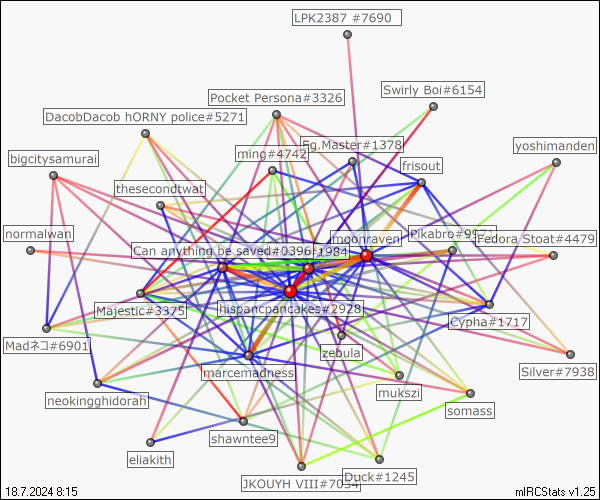 LPK2387 #7690
Swirly Boi#6154
Pocket Persona#3326
DacobDacob hORNY police#5271
Eg.Master#1378
yoshimanden
ming#4742
bigcitysamurai
frisout
thesecondtwat
normalwan
moonraven
Pikabro#9971
Fedora Stoat#4479
Can anything be saved#0396
1984
Majestic#3375
hispancpancakes#2928
Cypha#1717
Madネコ#6901
zebula
marcemadness
Silver#7938
mukszi
neokingghidorah
somass
shawntee9
eliakith
Duck#1245
JKOUYH VIII#7034
18.7.2024 8:15
mIRCStats v1.25